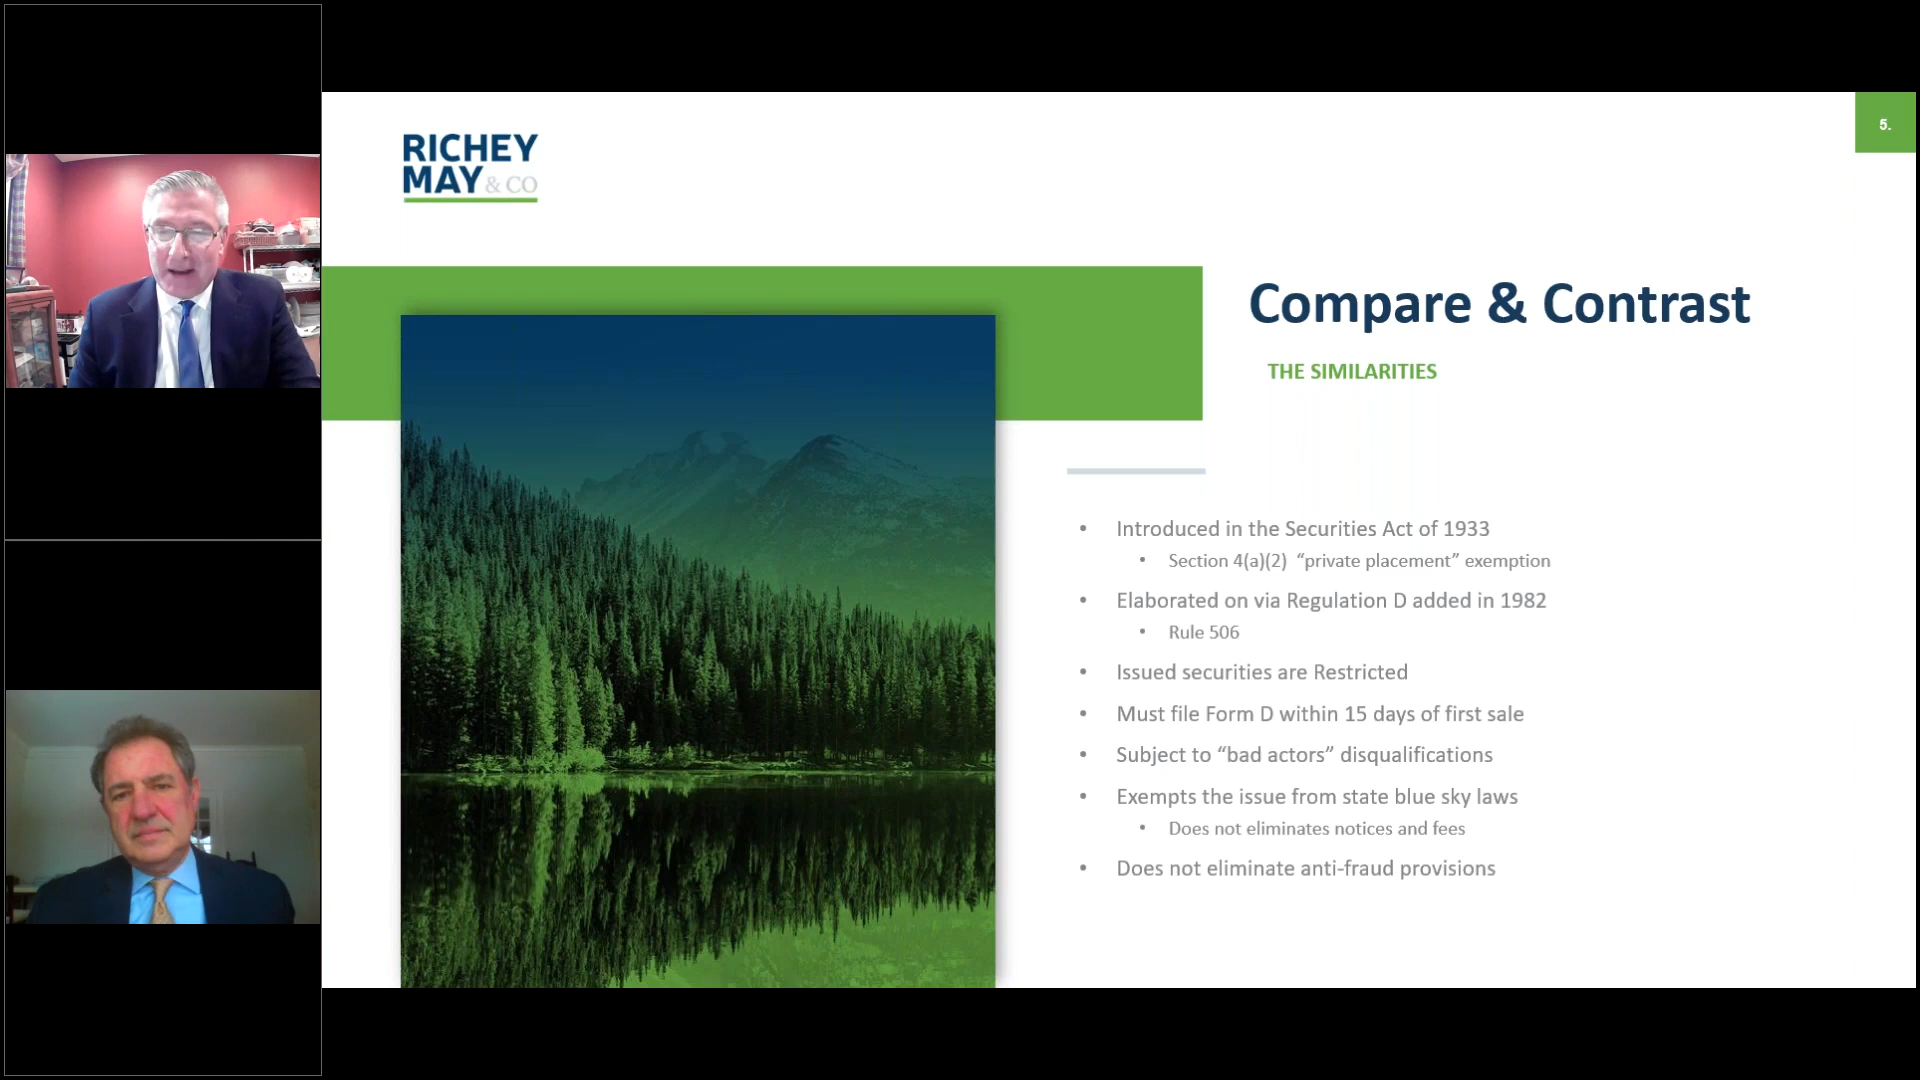 RICHEY
MAY & CO
5.
Compare & Contrast
THE SIMILARITIES
• Introduced in the Securities Act of 1933
• Section 4(a)(2) “private placement” exemption
• Elaborated on via Regulation D added in 1982
• Rule 506
• Issued securities are Restricted
• Must file Form D within 15 days of first sale
• Subject to “bad actors” disqualifications
• Exempts the issue from state blue sky laws
• Does not eliminates notices and fees
• Does not eliminate anti-fraud provisions